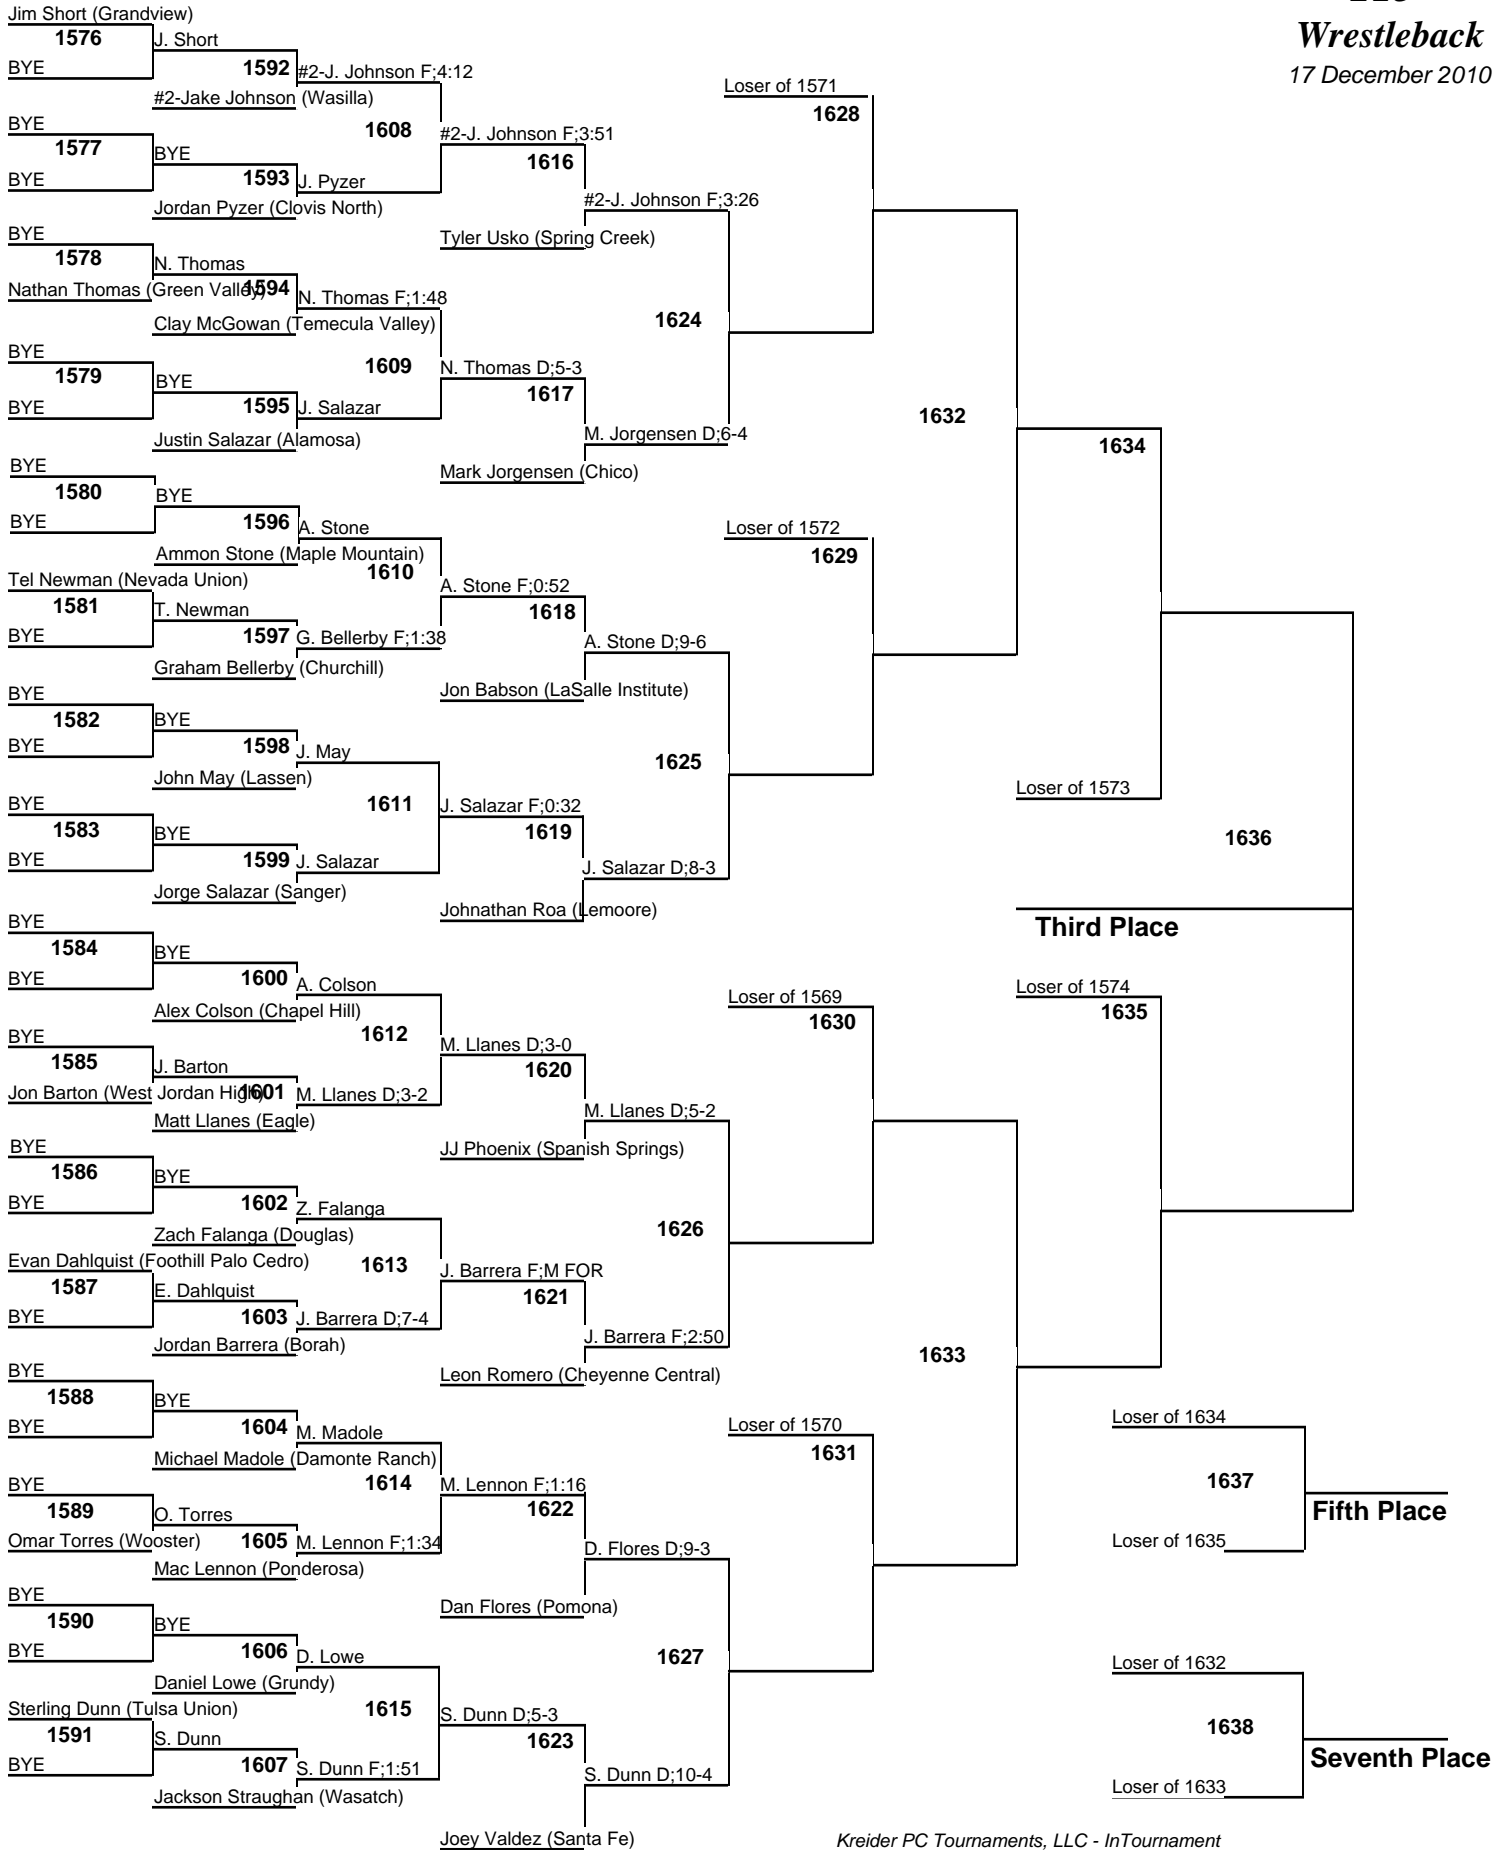 Wrestleback
17 December 2010
Jim Short (Grandview)
1576
J. Short
BYE
1592
#2-J. Johnson F;4:12
#2-Jake Johnson (Wasilla)
Loser of 1571
1628
BYE
1608
#2-J. Johnson F;3:51
1577
BYE
1616
BYE
1593
J. Pyzer
#2-J. Johnson F;3:26
Jordan Pyzer (Clovis North)
BYE
Tyler Usko (Spring Creek)
1578
N. Thomas
Nathan Thomas (Green Valley)
1594
N. Thomas F;1:48
Clay McGowan (Temecula Valley)
1624
BYE
1609
N. Thomas D;5-3
1579
BYE
1617
BYE
1595
J. Salazar
1632
Justin Salazar (Alamosa)
M. Jorgensen D;6-4
1634
BYE
Mark Jorgensen (Chico)
1580
BYE
BYE
1596
A. Stone
Loser of 1572
Ammon Stone (Maple Mountain)
1629
1610
Tel Newman (Nevada Union)
A. Stone F;0:52
1581
T. Newman
1618
BYE
1597
G. Bellerby F;1:38
A. Stone D;9-6
Graham Bellerby (Churchill)
BYE
Jon Babson (LaSalle Institute)
1582
BYE
BYE
1598
J. May
1625
John May (Lassen)
Loser of 1573
BYE
1611
J. Salazar F;0:32
1583
BYE
1619
1636
BYE
1599
J. Salazar
J. Salazar D;8-3
Jorge Salazar (Sanger)
BYE
Johnathan Roa (Lemoore)
Third Place
1584
BYE
BYE
1600
A. Colson
Loser of 1569
Loser of 1574
Alex Colson (Chapel Hill)
1630
1635
BYE
1612
M. Llanes D;3-0
1585
J. Barton
1620
Jon Barton (West Jordan High)
1601
M. Llanes D;3-2
M. Llanes D;5-2
Matt Llanes (Eagle)
BYE
JJ Phoenix (Spanish Springs)
1586
BYE
BYE
1602
Z. Falanga
1626
Zach Falanga (Douglas)
Evan Dahlquist (Foothill Palo Cedro)
1613
J. Barrera F;M FOR
1587
E. Dahlquist
1621
BYE
1603
J. Barrera D;7-4
J. Barrera F;2:50
Jordan Barrera (Borah)
1633
BYE
Leon Romero (Cheyenne Central)
1588
BYE
BYE
1604
M. Madole
Loser of 1570
Loser of 1634
Michael Madole (Damonte Ranch)
1631
BYE
1614
M. Lennon F;1:16
1637
1589
O. Torres
1622
Fifth Place
Omar Torres (Wooster)
1605
M. Lennon F;1:34
D. Flores D;9-3
Loser of 1635
Mac Lennon (Ponderosa)
BYE
Dan Flores (Pomona)
1590
BYE
BYE
1606
D. Lowe
1627
Loser of 1632
Daniel Lowe (Grundy)
Sterling Dunn (Tulsa Union)
1615
S. Dunn D;5-3
1591
S. Dunn
1623
1638
BYE
1607
S. Dunn F;1:51
S. Dunn D;10-4
Seventh Place
Jackson Straughan (Wasatch)
Loser of 1633
Joey Valdez (Santa Fe)
Kreider PC Tournaments, LLC - InTournament